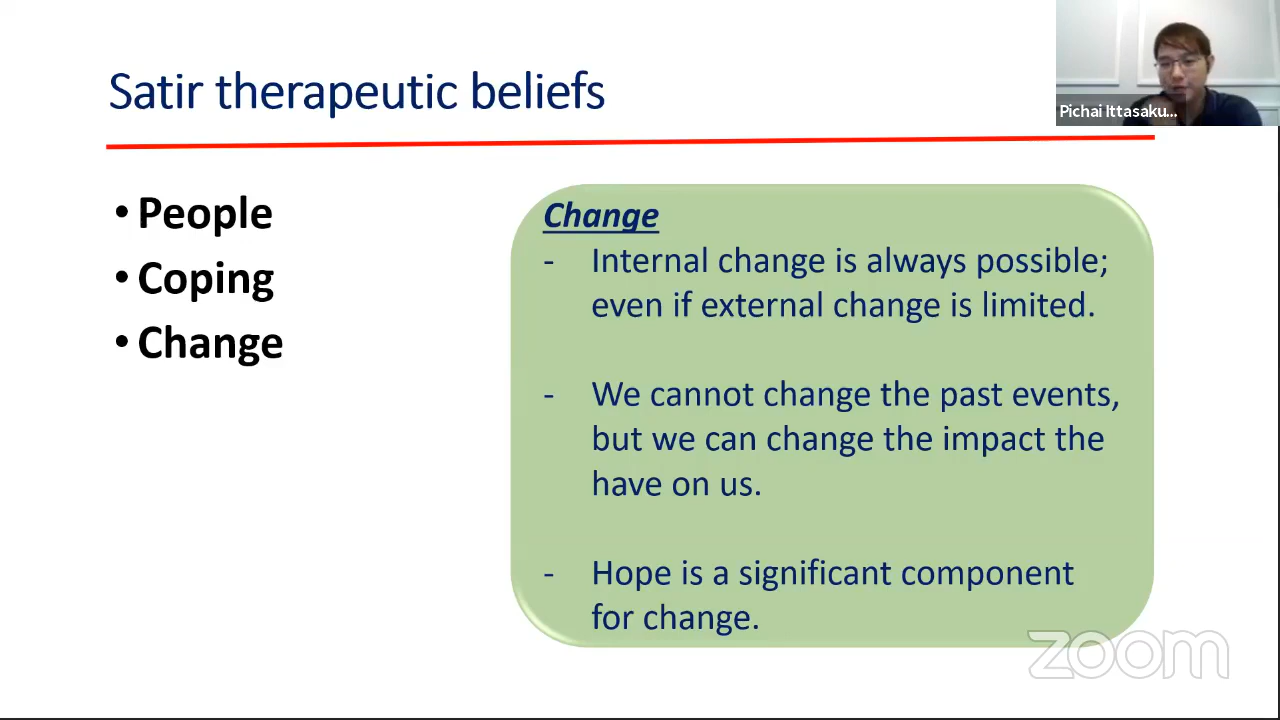 Satir therapeutic beliefs
Pichai Ittasaku...
• People
• Coping
• Change
Change
- Internal change is always possible;
even if external change is limited.
- We cannot change the past events,
but we can change the impact the
have on us.
- Hope is a significant component
for change.
zoom